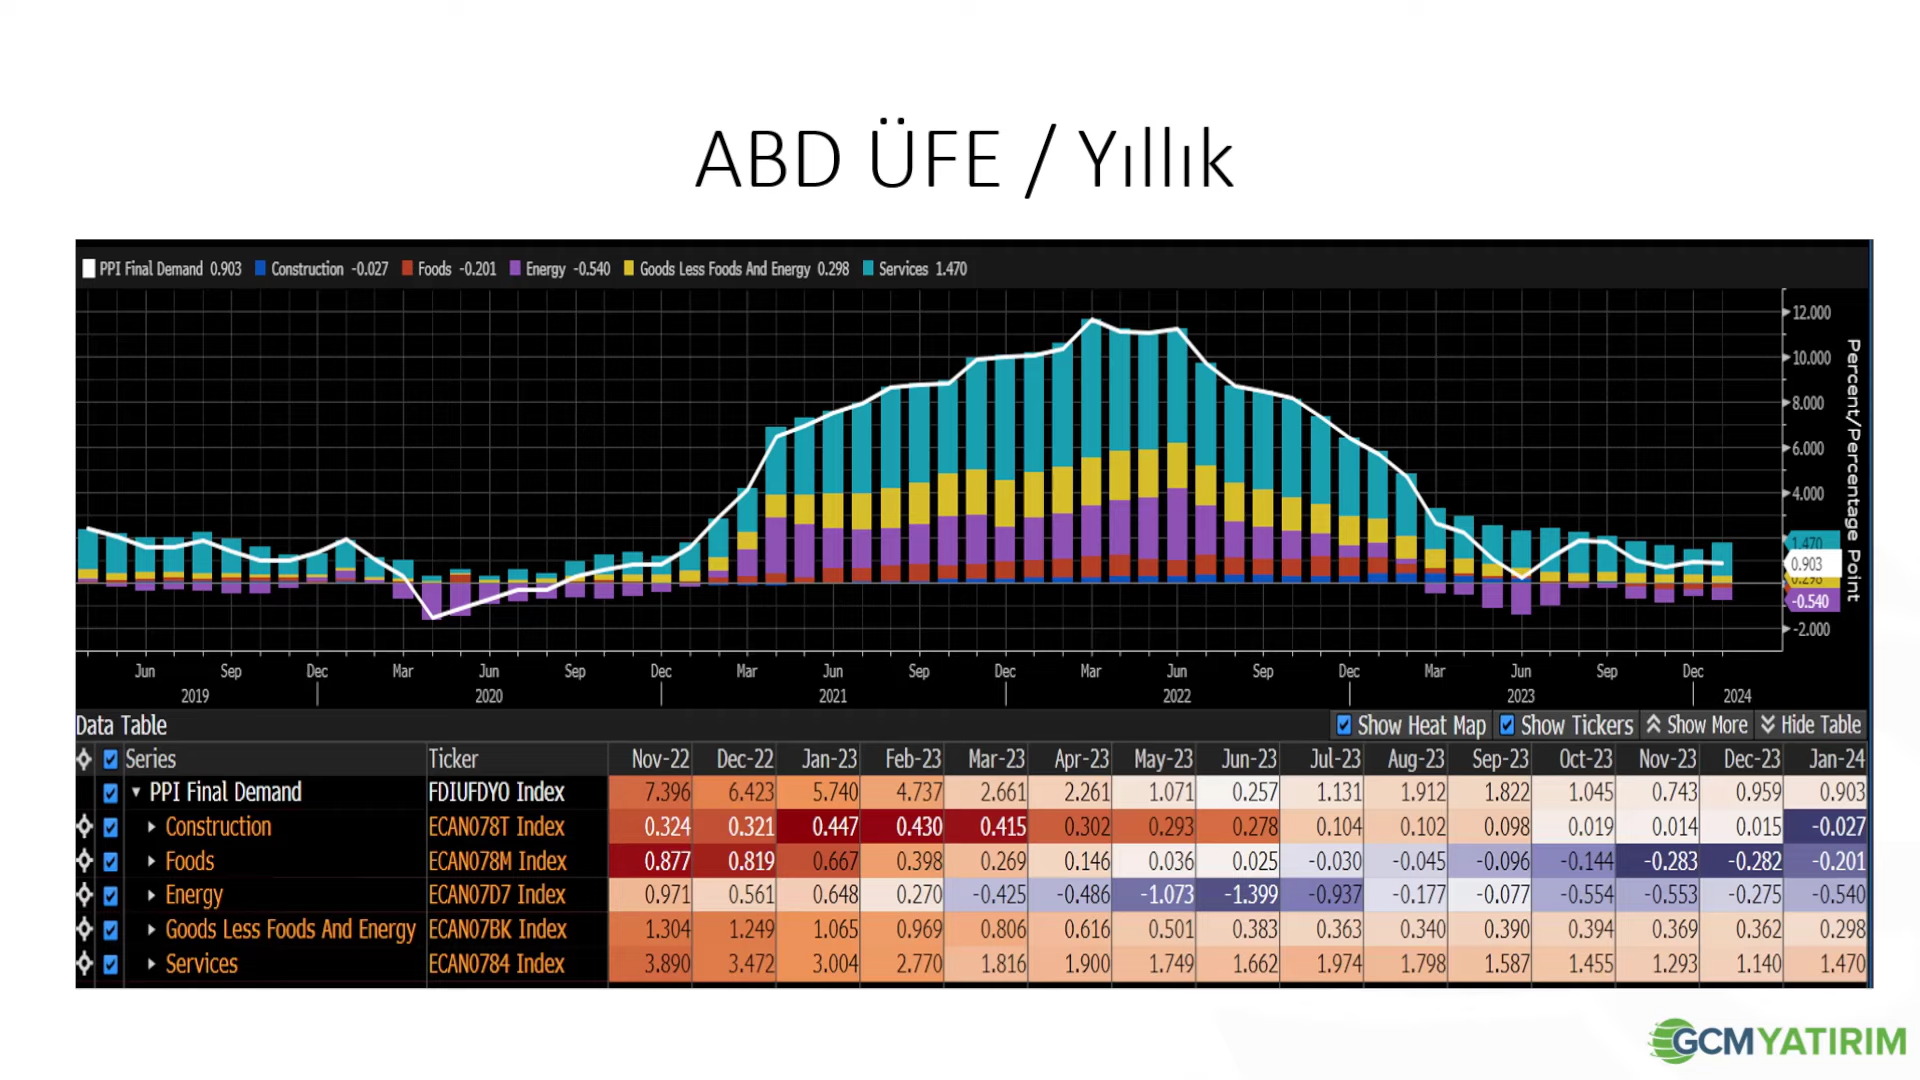 ABD ÜFE / Yıllık
PPI Final Demand 0.903 Construction -0.027 Foods -0.201 Energy -0.540 Goods Less Foods And Energy 0.298 Services 1.470
12.000
10.000
8.000
6.000
4.000
1.470
0.903
0.298
-0.540
-2.000
Percent/Percentage Point
Jun Sep Dec Mar Jun Sep Dec Mar Jun Sep Dec Mar Jun Sep Dec Mar Jun Sep Dec
2019 2020 2021 2022 2023 2024
Data Table Show Heat Map Show Tickers Show More Hide Table
Series Ticker Nov-22 Dec-22 Jan-23 Feb-23 Mar-23 Apr-23 May-23 Jun-23 Jul-23 Aug-23 Sep-23 Oct-23 Nov-23 Dec-23 Jan-24
PPI Final Demand FDIUFDYO Index 7.396 6.423 5.740 4.737 2.661 2.261 1.071 0.257 1.131 1.912 1.822 1.045 0.743 0.959 0.903
Construction ECAN078T Index 0.324 0.321 0.447 0.430 0.415 0.302 0.293 0.278 0.104 0.102 0.098 0.019 0.014 0.015 -0.027
Foods ECAN078M Index 0.877 0.819 0.667 0.398 0.269 0.146 0.036 0.025 -0.030 -0.045 -0.096 -0.144 -0.283 -0.282 -0.201
Energy ECAN07D7 Index 0.971 0.561 0.648 0.270 -0.425 -0.486 -1.073 -1.399 -0.937 -0.177 -0.077 -0.554 -0.553 -0.275 -0.540
Goods Less Foods And Energy ECAN07BK Index 1.304 1.249 1.065 0.969 0.806 0.616 0.501 0.383 0.363 0.340 0.390 0.394 0.369 0.362 0.298
Services ECAN0784 Index 3.890 3.472 3.004 2.770 1.816 1.900 1.749 1.662 1.974 1.798 1.587 1.455 1.293 1.140 1.470
GCMYATIRIM